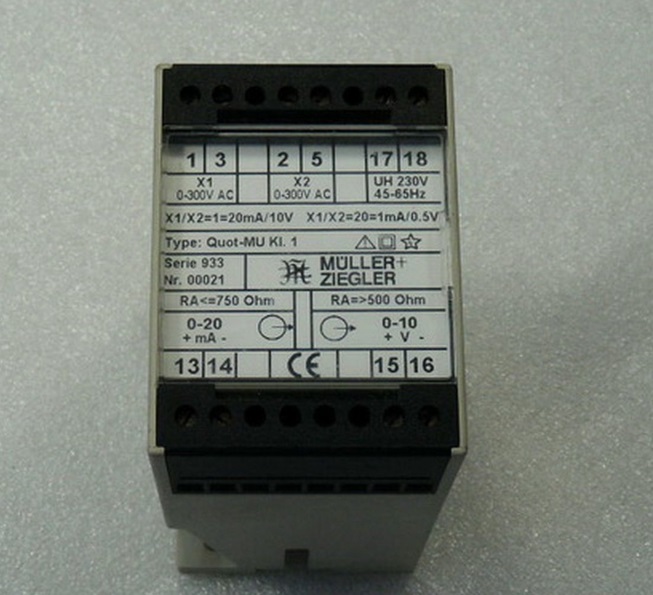 1 3 2 5 17 18
X1 X2 UH 230V
0-300V AC 0-300V AC 45-65Hz
X1/X2=1=20mA/10V X1/X2=20=1mA/0.5V
Type: Quot-MU Kl. 1
Serie 933 MÜLLER+
Nr. 00021 ZIEGLER
RA<=750 Ohm RA=>500 Ohm
0-20 0-10
+ mA - + V -
13 14 CE 15 16